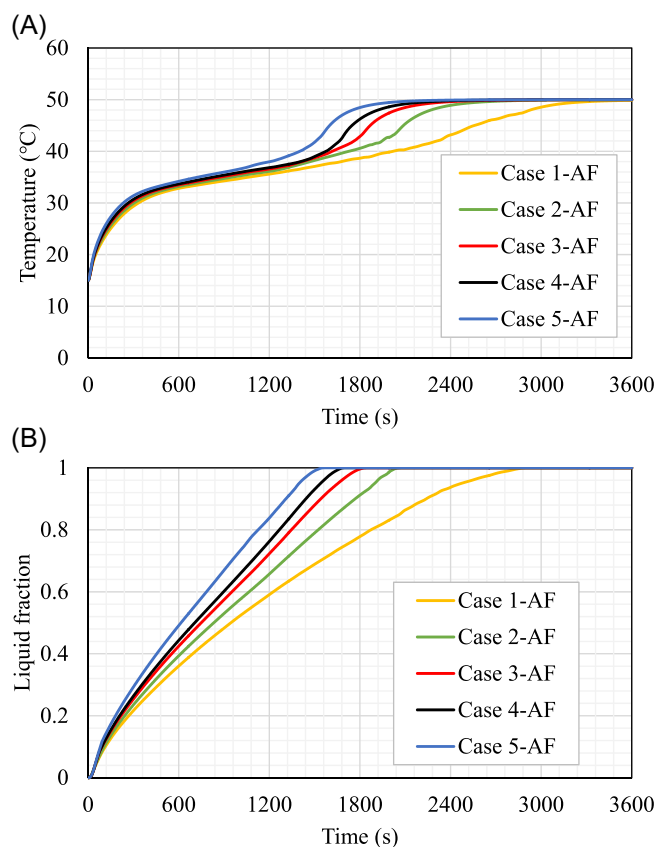 (A)
Temperature (°C)
60
50
40
30
20
10
0
Case 1-AF
Case 2-AF
Case 3-AF
Case 4-AF
Case 5-AF
0 600 1200 1800 2400 3000 3600
Time (s)
(B)
Liquid fraction
1
0.8
0.6
0.4
0.2
0
Case 1-AF
Case 2-AF
Case 3-AF
Case 4-AF
Case 5-AF
0 600 1200 1800 2400 3000 3600
Time (s)